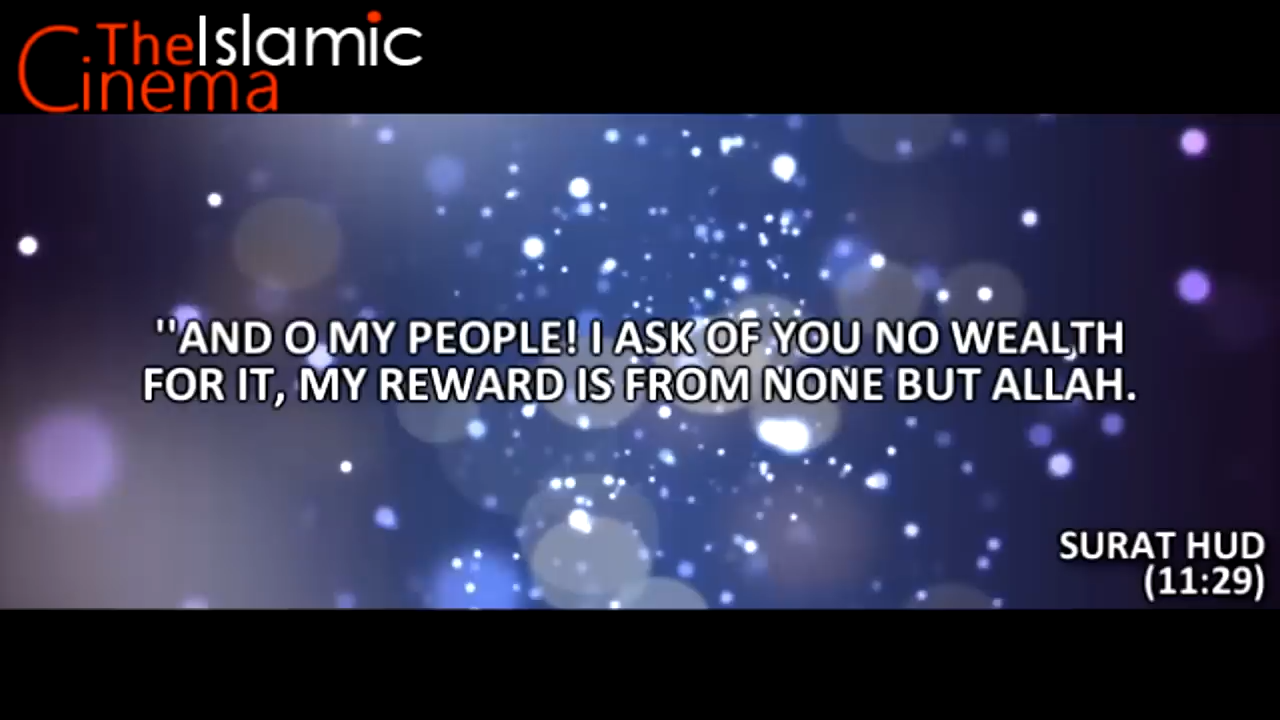 TheIslamic
Cinema
"AND O MY PEOPLE! I ASK OF YOU NO WEALTH
FOR IT, MY REWARD IS FROM NONE BUT ALLAH.
SURAT HUD
(11:29)